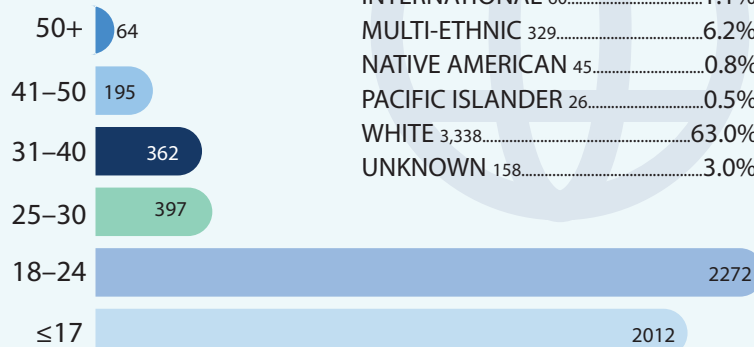 50+ 64
41–50 195
31–40 362
25–30 397
18–24 2272
≤17 2012
MULTI-ETHNIC 329 6.2%
NATIVE AMERICAN 45 0.8%
PACIFIC ISLANDER 26 0.5%
WHITE 3,338 63.0%
UNKNOWN 158 3.0%